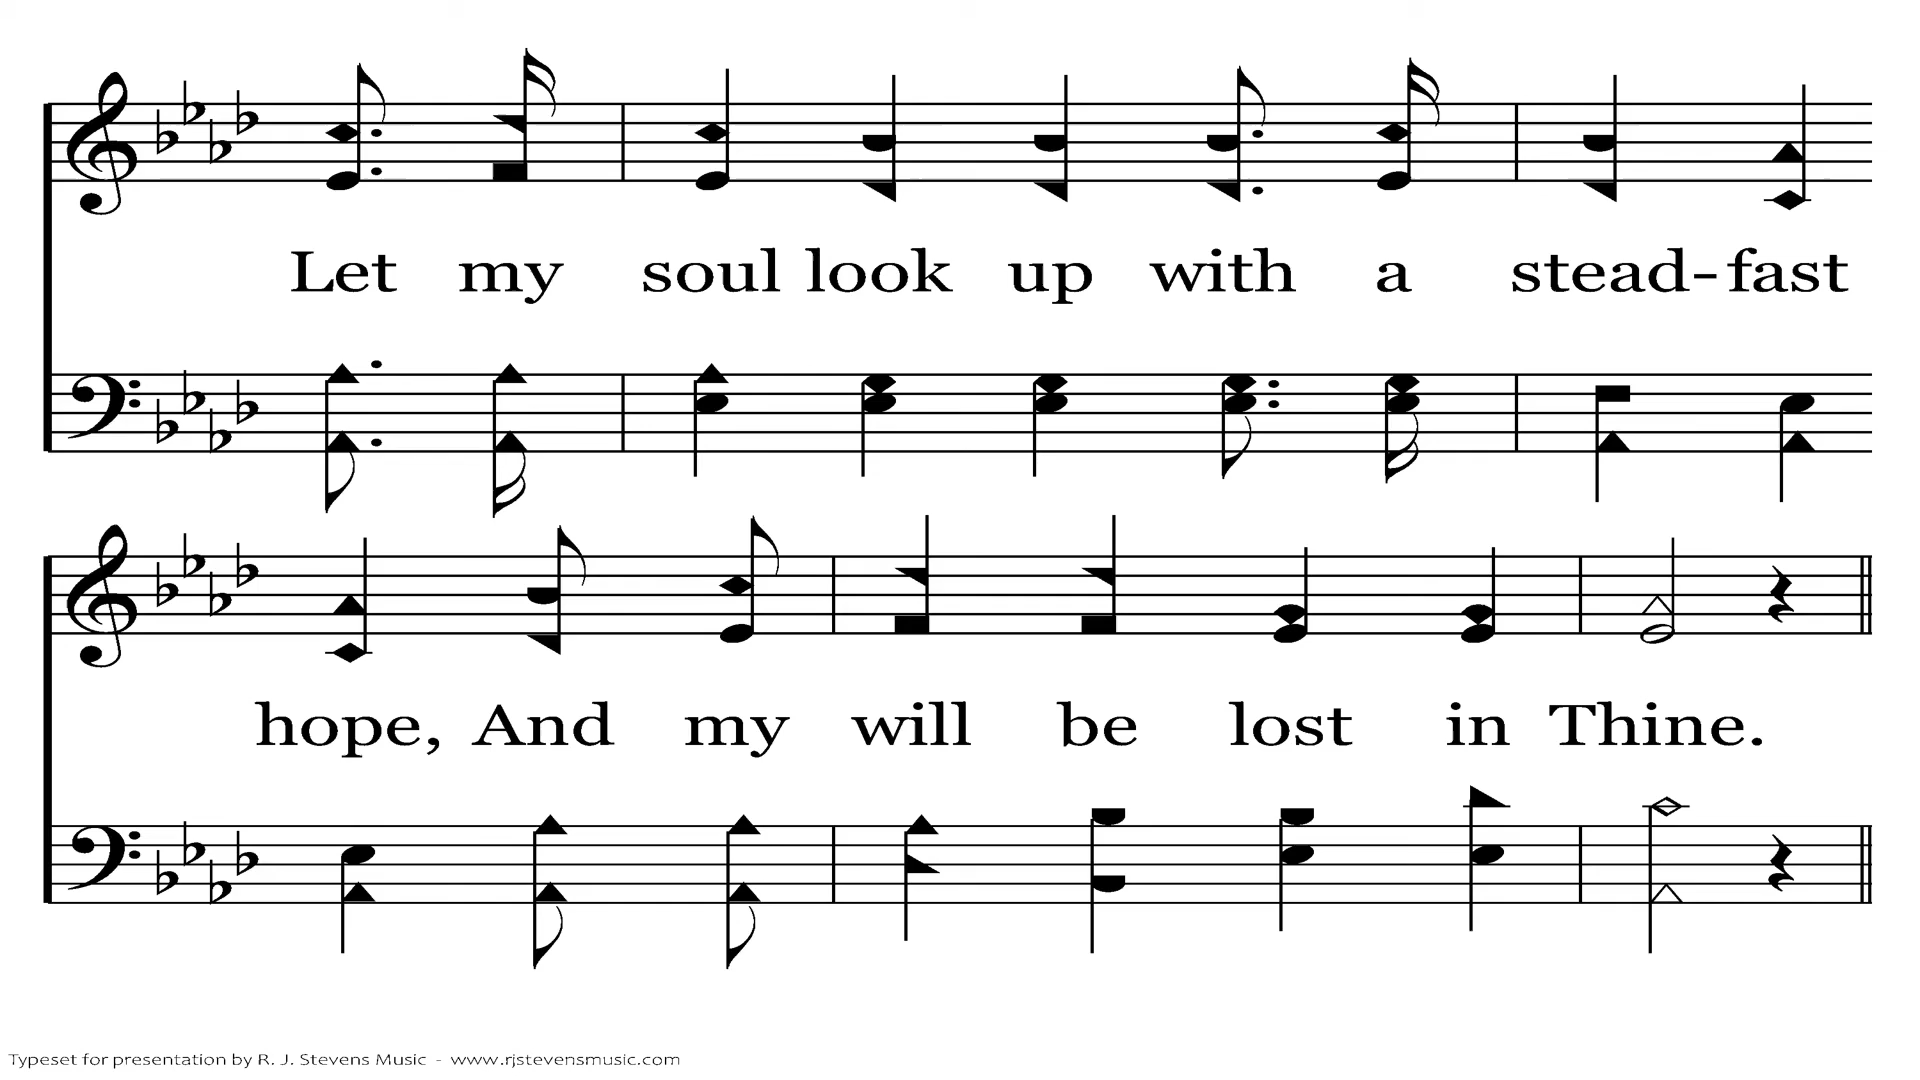 Let my soul look up with a stead-fast
hope, And my will be lost in Thine.
Typeset for presentation by R. J. Stevens Music - www.rjstevensmusic.com